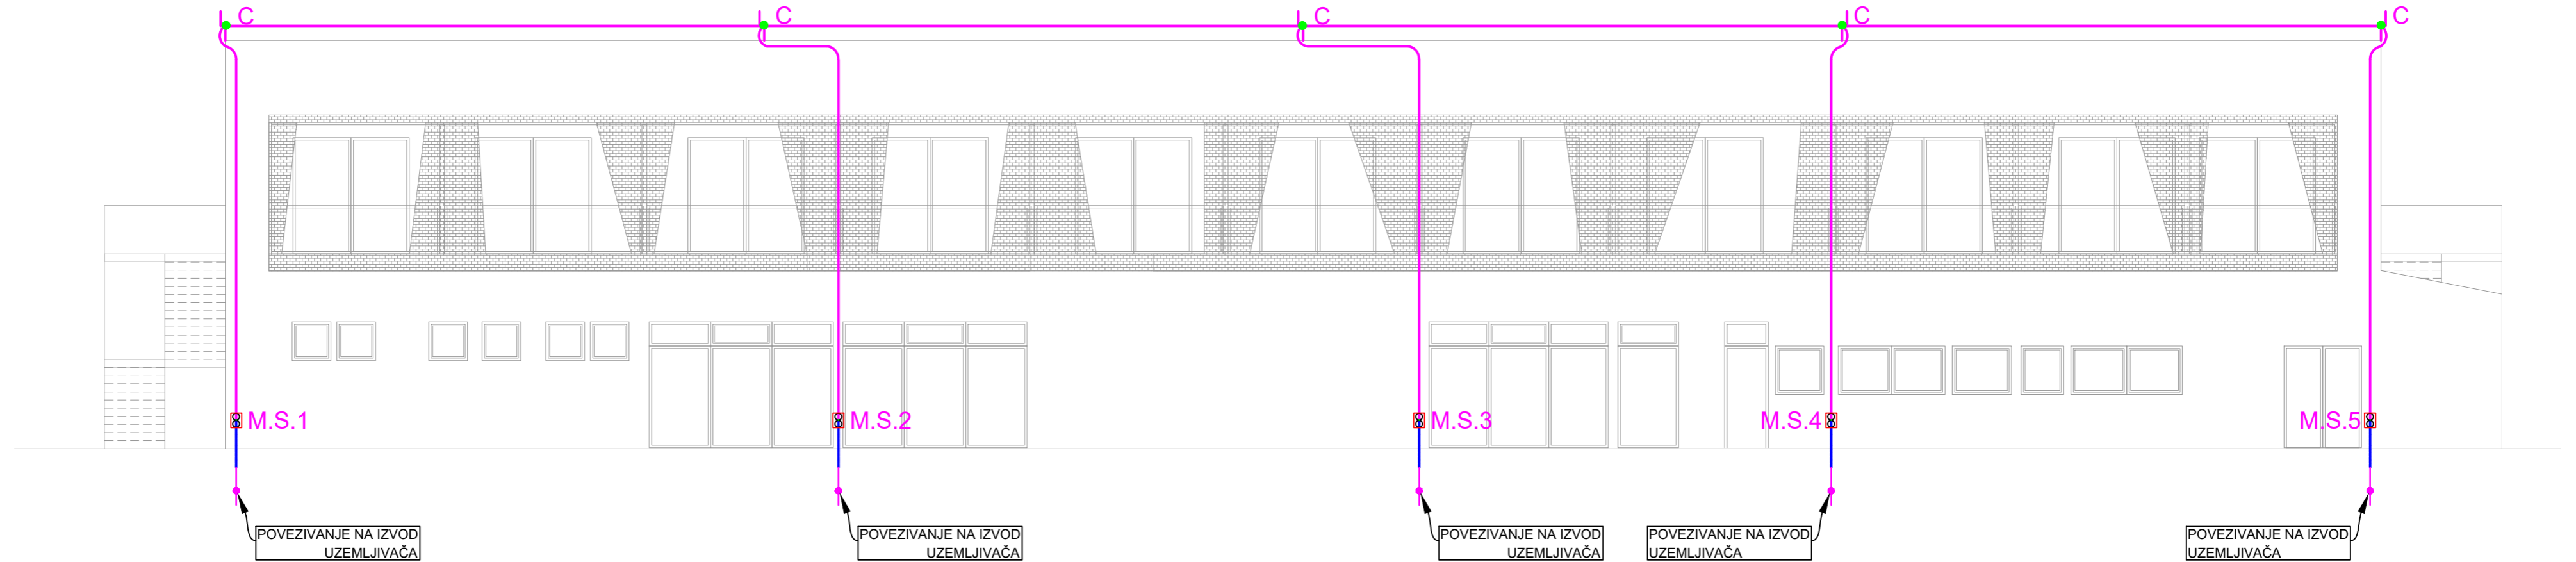 C
C
C
C
C
M.S.1
M.S.2
M.S.3
M.S.4
M.S.5
POVEZIVANJE NA IZVOD
UZEMLJIVAČA
POVEZIVANJE NA IZVOD
UZEMLJIVAČA
POVEZIVANJE NA IZVOD
UZEMLJIVAČA
POVEZIVANJE NA IZVOD
UZEMLJIVAČA
POVEZIVANJE NA IZVOD
UZEMLJIVAČA